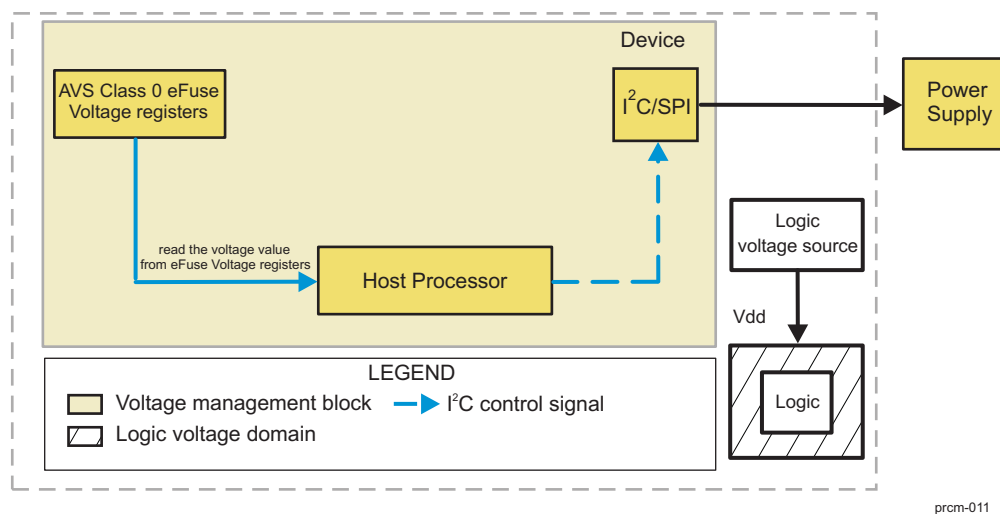 Device
AVS Class 0 eFuse
Voltage registers
I²C/SPI
Power
Supply
read the voltage value
from eFuse Voltage registers
Host Processor
Logic
voltage source
Vdd
Logic
LEGEND
Voltage management block
I²C control signal
Logic voltage domain
prcm-011